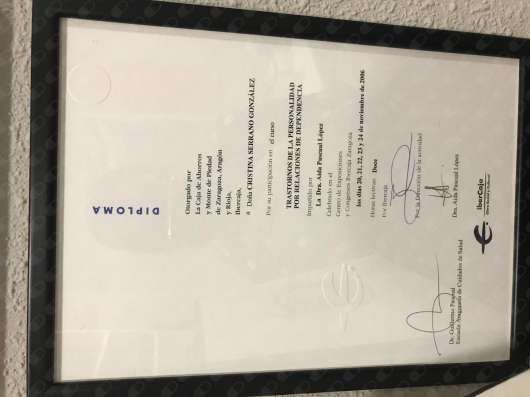 DIPLOMA
Otorgado por
La Caja de Ahorros
y Monte de Piedad
de Zaragoza, Aragón
y Rioja,
Ibercaja,
a Doña CRISTINA SERRANO GONZÁLEZ
Por su participación en el curso
TRASTORNOS DE LA PERSONALIDAD
POR RELACIONES DE DEPENDENCIA
Impartido por
La Dra. Aida Pascual López
Celebrado en el
Centro de Exposiciones
y Congresos Ibercaja Zaragoza
los días 20, 21, 22, 23 y 24 de noviembre de 2006
Horas lectivas: Doce
Por Ibercaja
Por la Dirección de la actividad
Dr. Guillermo Pascual
Escuela Aragonesa de Cuidados de Salud
Dra. Aida Pascual López
iberCaja